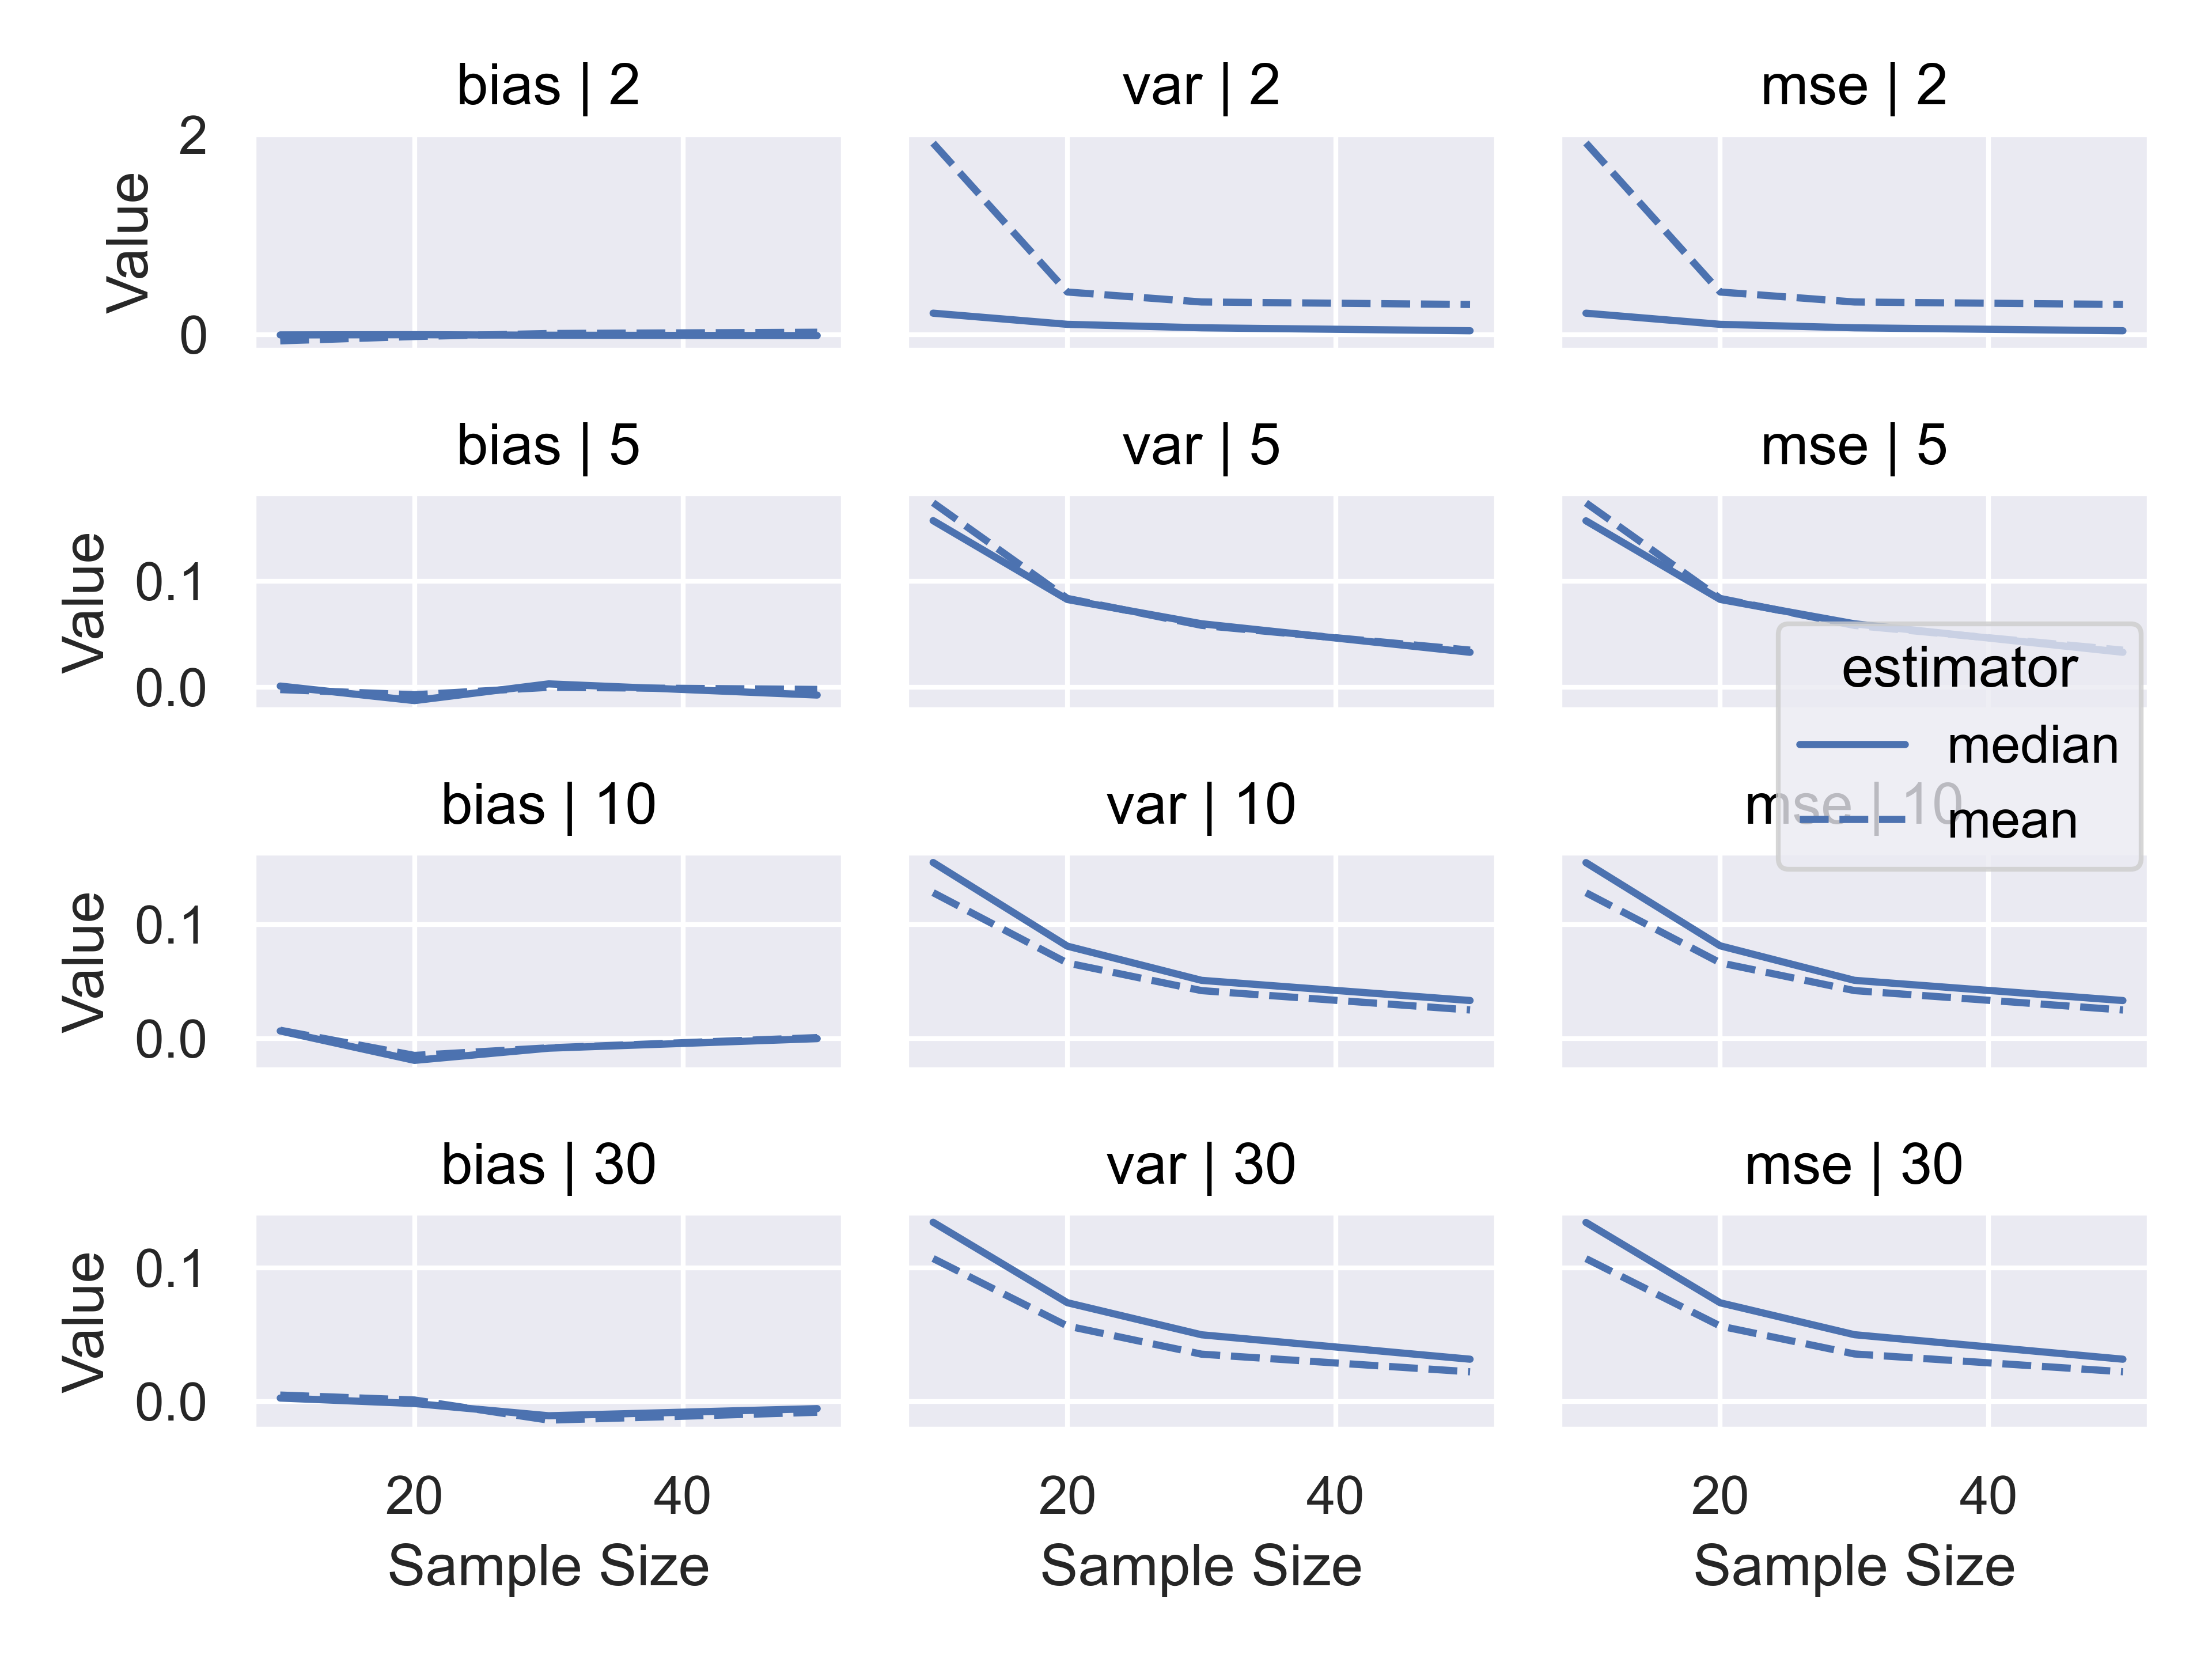 bias | 2
var | 2
mse | 2
Value
2
0
bias | 5
var | 5
mse | 5
Value
0.1
0.0
estimator
median
mean
bias | 10
var | 10
mse | 10
Value
0.1
0.0
bias | 30
var | 30
mse | 30
Value
0.1
0.0
20
40
20
40
20
40
Sample Size
Sample Size
Sample Size